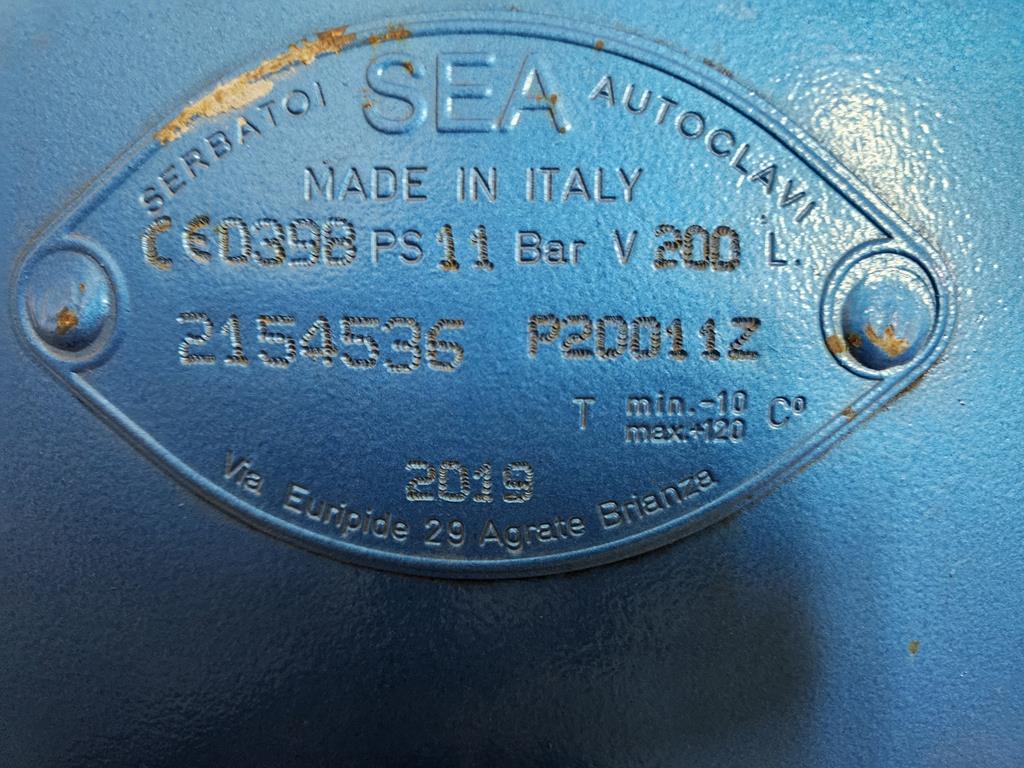 SERBATOI SEA AUTOCLAVI
MADE IN ITALY
CE0398 PS 11 Bar V 200 L.
2154536 P20011Z
T min.-10 C°
max.+120
2019
Via Euripide 29 Agrate Brianza